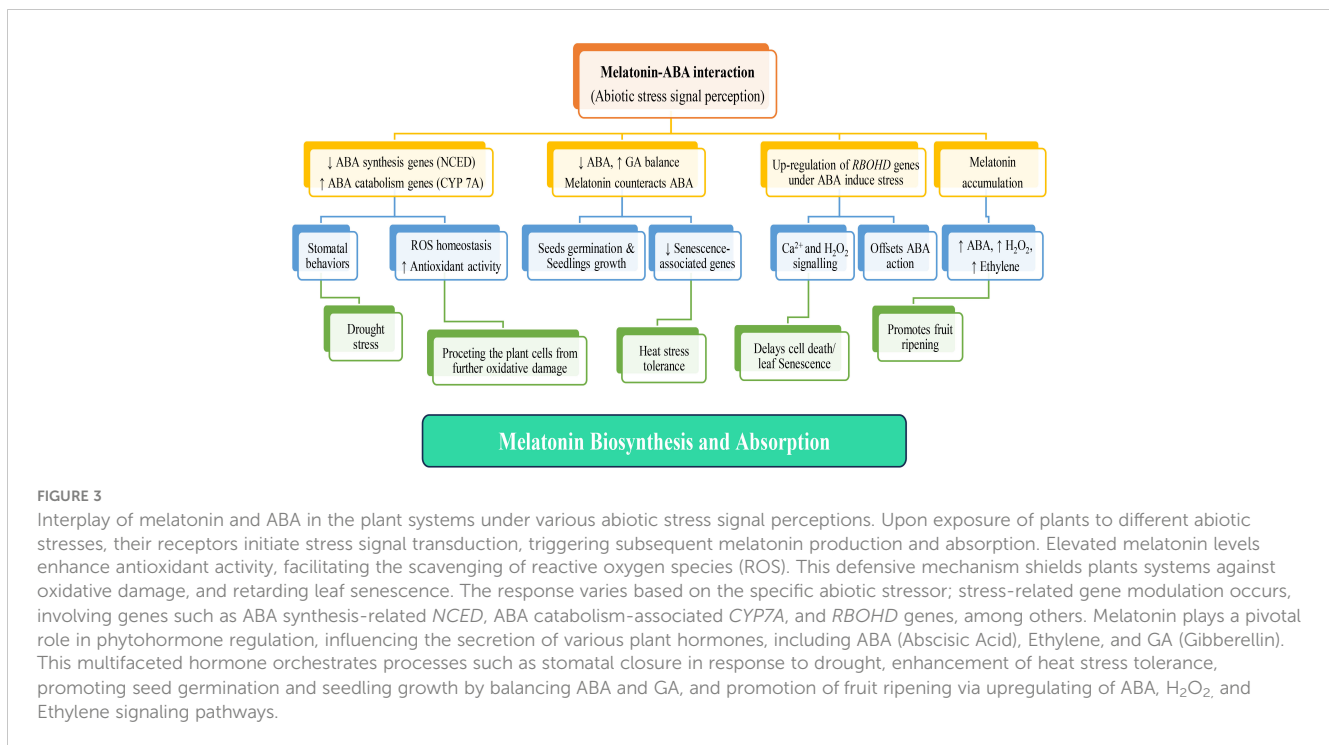 Melatonin-ABA interaction
(Abiotic stress signal perception)
↓ ABA synthesis genes (NCED)
↑ ABA catabolism genes (CYP 7A)
↓ ABA, ↑ GA balance
Melatonin counteracts ABA
Up-regulation of RBOHD genes
under ABA induce stress
Melatonin
accumulation
Stomatal
behaviors
ROS homeostasis
↑ Antioxidant activity
Seeds germination &
Seedlings growth
↓ Senescence-
associated genes
Ca²⁺ and H₂O₂
signalling
Offsets ABA
action
↑ ABA, ↑ H₂O₂,
↑ Ethylene
Drought
stress
Proceting the plant cells from
further oxidative damage
Heat stress
tolerance
Delays cell death/
leaf Senescence
Promotes fruit
ripening
Melatonin Biosynthesis and Absorption
FIGURE 3
Interplay of melatonin and ABA in the plant systems under various abiotic stress signal perceptions. Upon exposure of plants to different abiotic
stresses, their receptors initiate stress signal transduction, triggering subsequent melatonin production and absorption. Elevated melatonin levels
enhance antioxidant activity, facilitating the scavenging of reactive oxygen species (ROS). This defensive mechanism shields plants systems against
oxidative damage, and retarding leaf senescence. The response varies based on the specific abiotic stressor; stress-related gene modulation occurs,
involving genes such as ABA synthesis-related NCED, ABA catabolism-associated CYP7A, and RBOHD genes, among others. Melatonin plays a pivotal
role in phytohormone regulation, influencing the secretion of various plant hormones, including ABA (Abscisic Acid), Ethylene, and GA (Gibberellin).
This multifaceted hormone orchestrates processes such as stomatal closure in response to drought, enhancement of heat stress tolerance,
promoting seed germination and seedling growth by balancing ABA and GA, and promotion of fruit ripening via upregulating of ABA, H₂O₂, and
Ethylene signaling pathways.